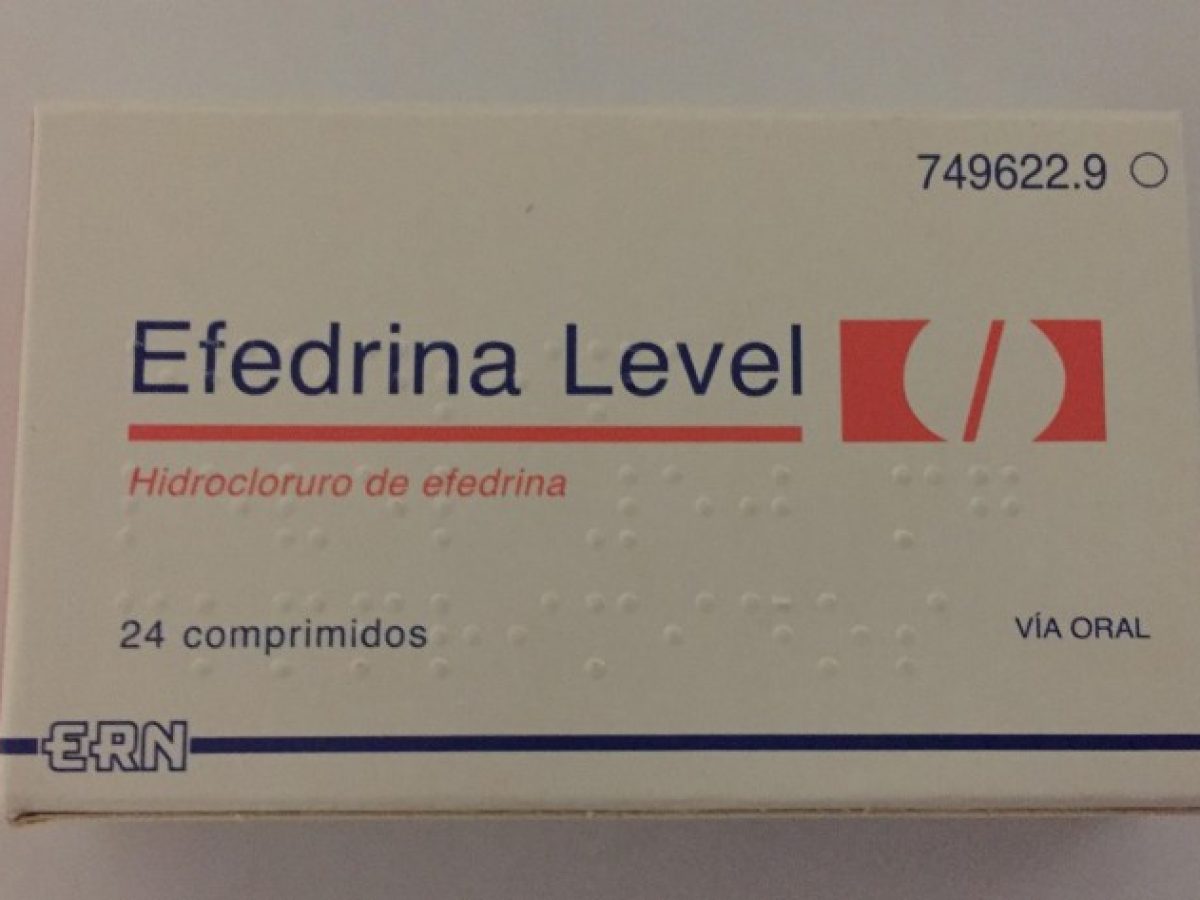 749622.9
Efedrina Level
Hidrocloruro de efedrina
24 comprimidos
VÍA ORAL
ERN